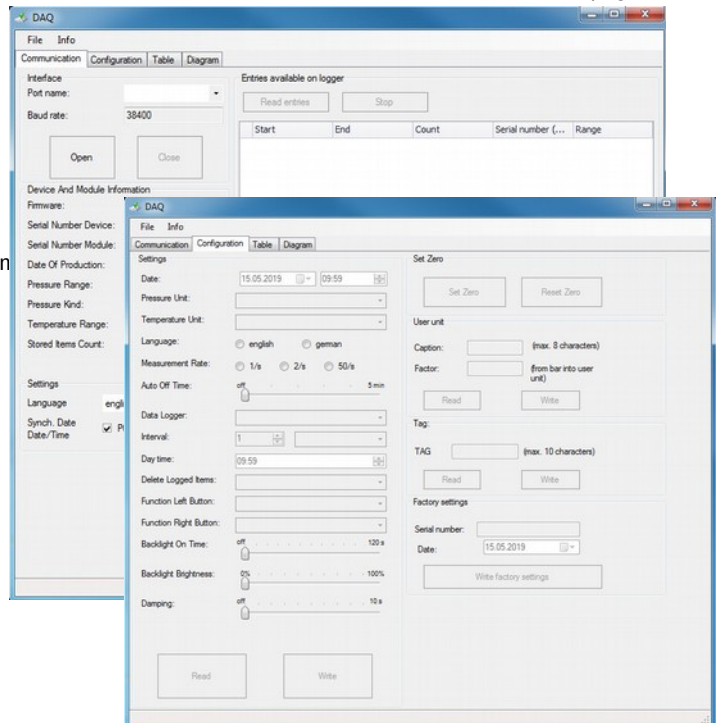 DAQ
File Info
Communication Configuration Table Diagram
Interface
Port name:
Baud rate: 38400
Open Close
Entries available on logger
Read entries Stop
Start End Count Serial number (... Range
Device And Module Information
Firmware:
Serial Number Device:
Serial Number Module:
Date Of Production:
Pressure Range:
Pressure Kind:
Temperature Range:
Stored Items Count:
Settings
Language
Synch. Date
Date/Time
DAQ
File Info
Communication Configuration Table Diagram
Settings
Date: 15.05.2019 09:59
Pressure Unit:
Temperature Unit:
Language: english german
Measurement Rate: 1/s 2/s 50/s
Auto Off Time: off 5 min
Data Logger:
Interval: 1
Day time: 09:59
Delete Logged Items:
Function Left Button:
Function Right Button:
Backlight On Time: off 120 s
Backlight Brightness: 0% 100%
Damping: off 10 s
Read Write
Set Zero
Set Zero Reset Zero
User unit
Caption: (max. 8 characters)
Factor: (from bar into user
unit)
Read Write
Tag:
TAG (max. 10 characters)
Read Write
Factory settings
Serial number:
Date: 15.05.2019
Write factory settings